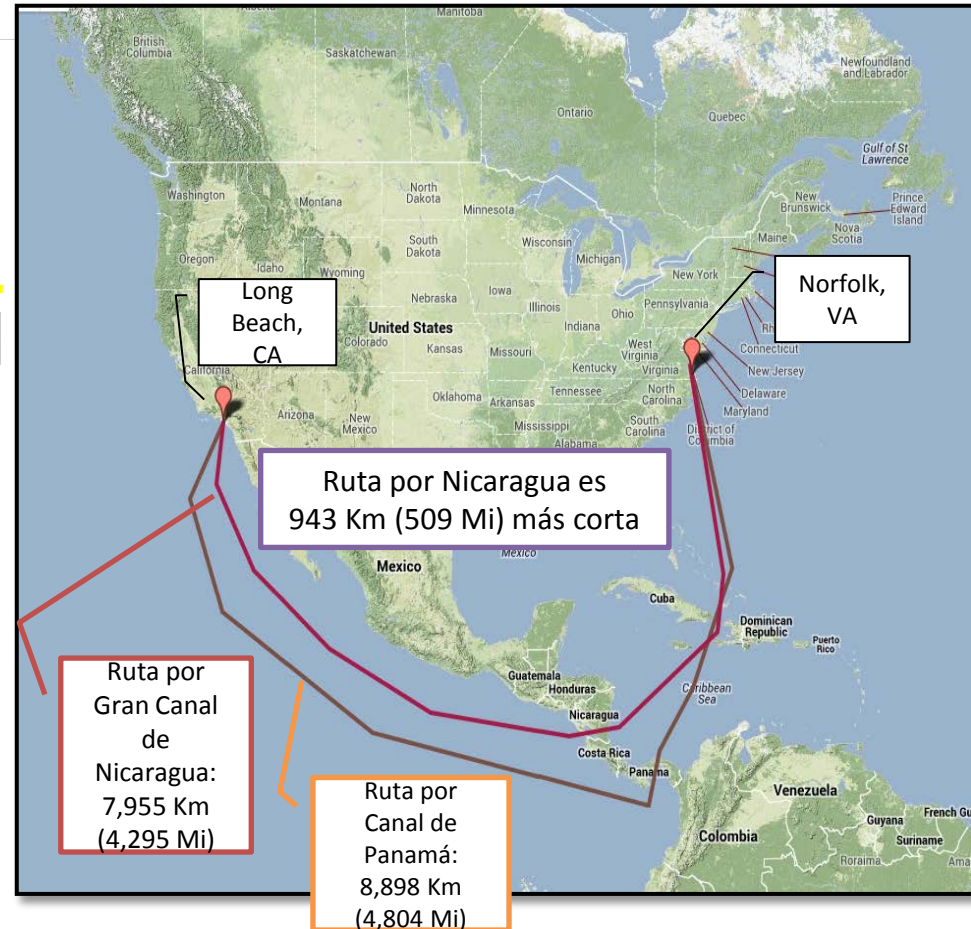 Manitoba
British
Columbia
Saskatchewan
Newfoundland
and Labrador
Ontario
Quebec
Gulf of St
Lawrence
Washington
Montana
North
Dakota
Minnesota
New
Brunswick
Prince
Edward
Island
Nova
Scotia
Maine
Oregon
Idaho
Wyoming
South
Dakota
Wisconsin
Michigan
New York
Long
Beach,
CA
Norfolk,
VA
Nebraska
Iowa
Illinois
Indiana
Ohio
Pennsylvania
Rh
Connecticut
New Jersey
Delaware
Maryland
District of
Columbia
United States
Colorado
Kansas
Missouri
West
Virginia
Kentucky
Virginia
California
Arizona
New
Mexico
Oklahoma
Arkansas
Tennessee
North
Carolina
Mississippi
Alabama
South
Carolina
Ruta por Nicaragua es
943 Km (509 Mi) más corta
Mexico
Mexico
Cuba
Dominican
Republic
Puerto
Rico
Guatemala
Honduras
Caribbean
Sea
Nicaragua
Costa Rica
Panama
Venezuela
Colombia
Guyana
French Gu
Suriname
Roraima
Ama
Ruta por
Gran Canal
de
Nicaragua:
7,955 Km
(4,295 Mi)
Ruta por
Canal de
Panamá:
8,898 Km
(4,804 Mi)